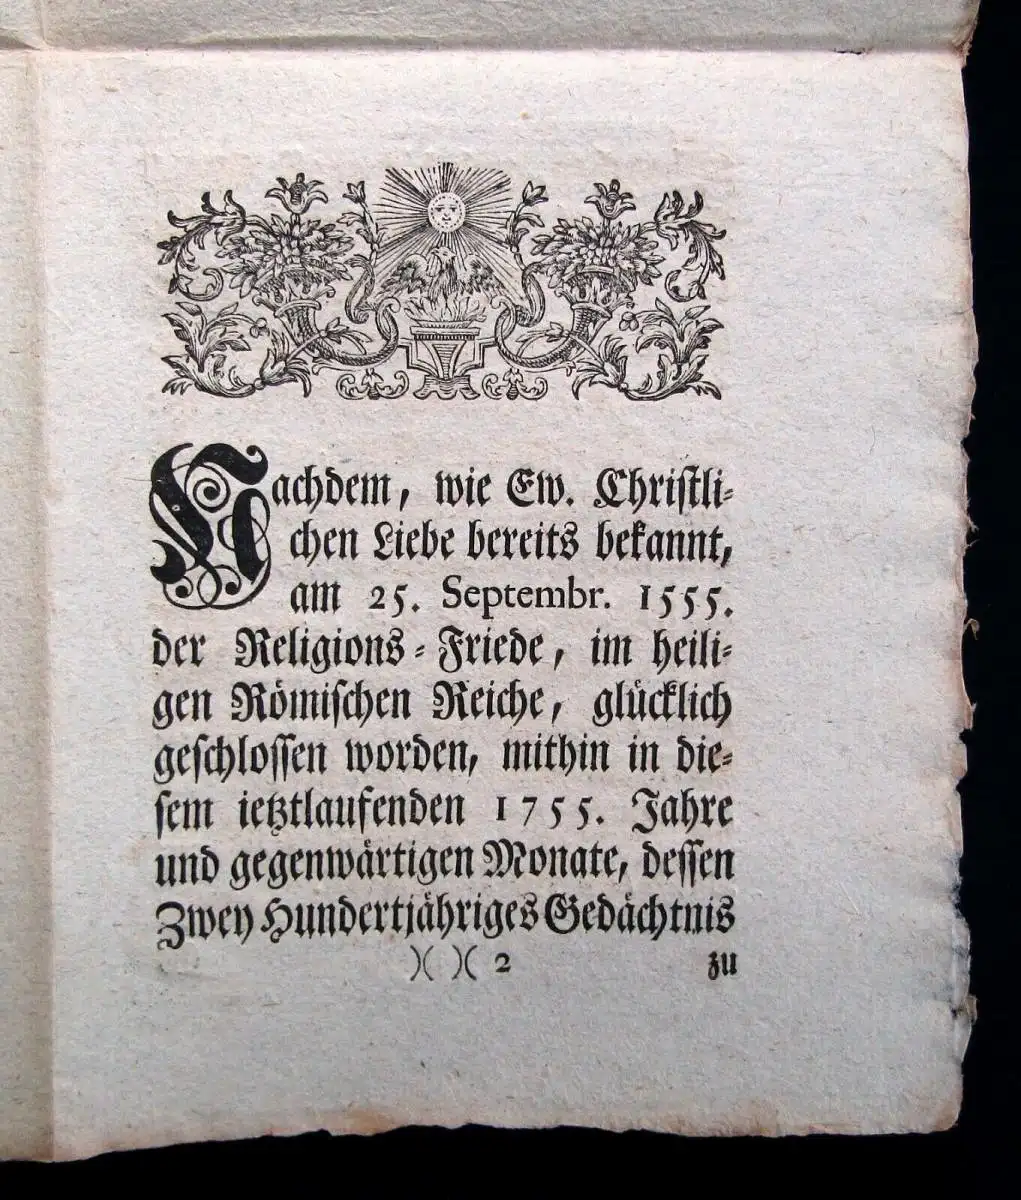 Nachdem, wie Ew. Chriſtli⸗
chen Liebe bereits bekannt,
am 25. Septembr. 1555.
der Religions⸗Friede, im heili⸗
gen Römiſchen Reiche, glücklich
geſchloſſen worden, mithin in die⸗
ſem ietztlaufenden 1755. Jahre
und gegenwärtigen Monate, deſſen
Zwey Hundertjähriges Gedächtnis
)( )( 2 zu